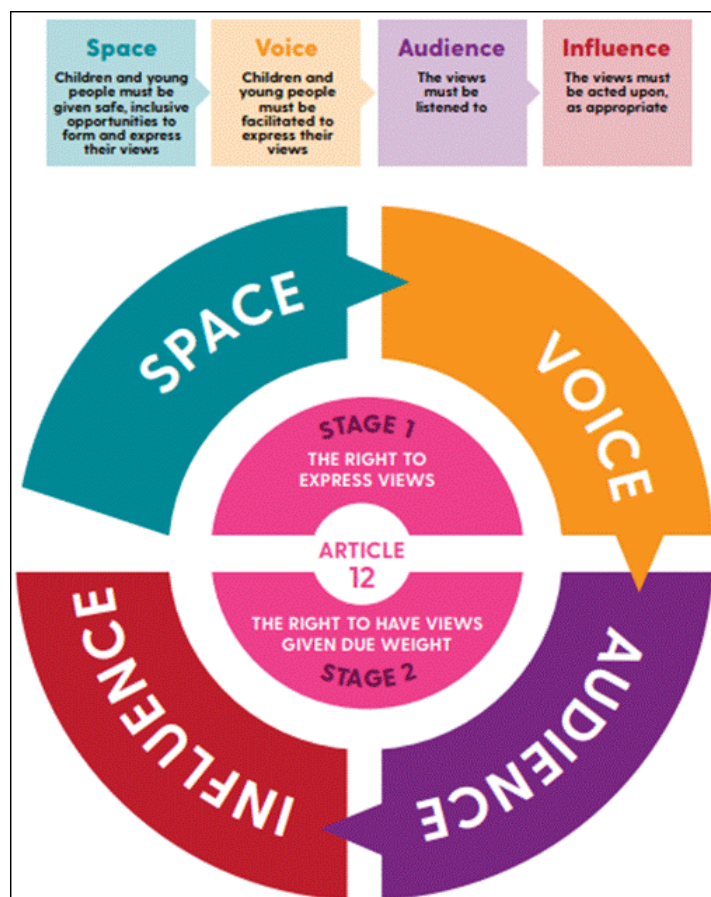 Space
Children and young
people must be
given safe, inclusive
opportunities to
form and express
their views
Voice
Children and
young people
must be
facilitated to
express their
views
Audience
The views
must be
listened to
Influence
The views must
be acted upon,
as appropriate
SPACE
VOICE
AUDIENCE
INFLUENCE
STAGE 1
THE RIGHT TO
EXPRESS VIEWS
ARTICLE
12
THE RIGHT TO HAVE VIEWS
GIVEN DUE WEIGHT
STAGE 2